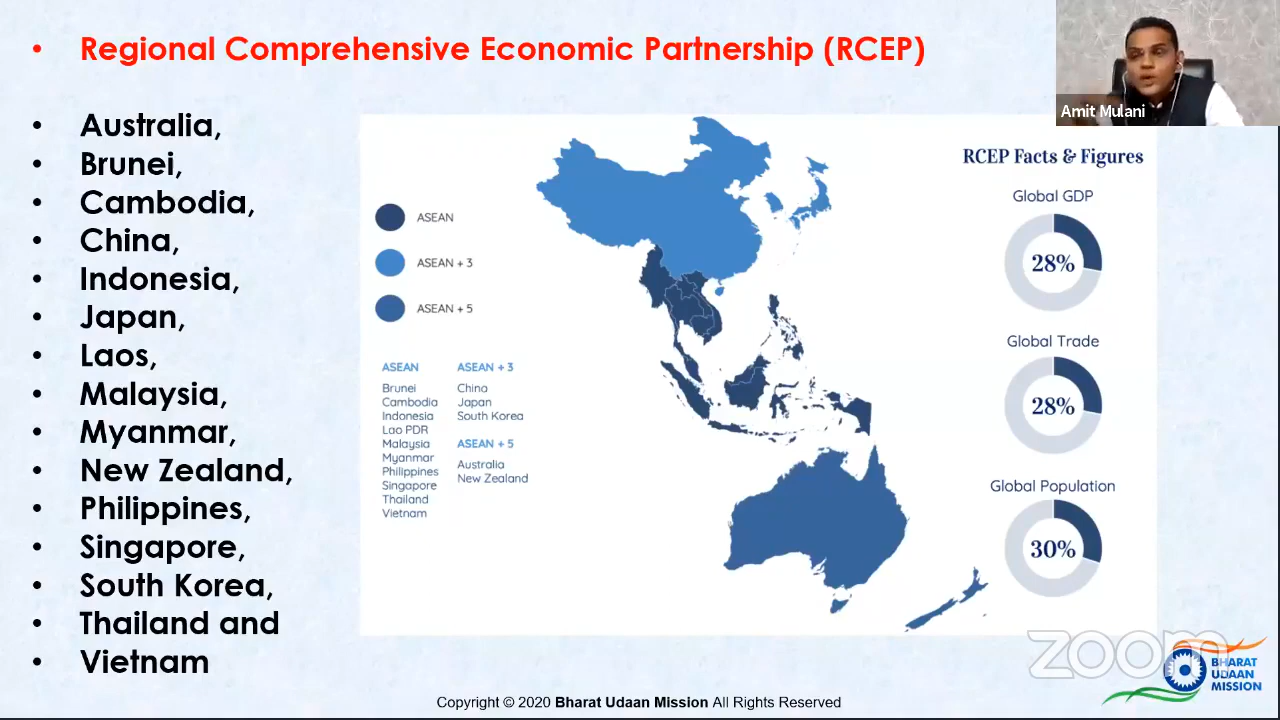 • Regional Comprehensive Economic Partnership (RCEP)
• Australia,
• Brunei,
• Cambodia,
• China,
• Indonesia,
• Japan,
• Laos,
• Malaysia,
• Myanmar,
• New Zealand,
• Philippines,
• Singapore,
• South Korea,
• Thailand and
• Vietnam
ASEAN
ASEAN + 3
ASEAN + 5
ASEAN
Brunei
Cambodia
Indonesia
Lao PDR
Malaysia
Myanmar
Philippines
Singapore
Thailand
Vietnam
ASEAN + 3
China
Japan
South Korea
ASEAN + 5
Australia
New Zealand
RCEP Facts & Figures
Global GDP
28%
Global Trade
28%
Global Population
30%
Amit Mulani
zoom
BHARAT
UDAAN
MISSION
Copyright © 2020 Bharat Udaan Mission All Rights Reserved